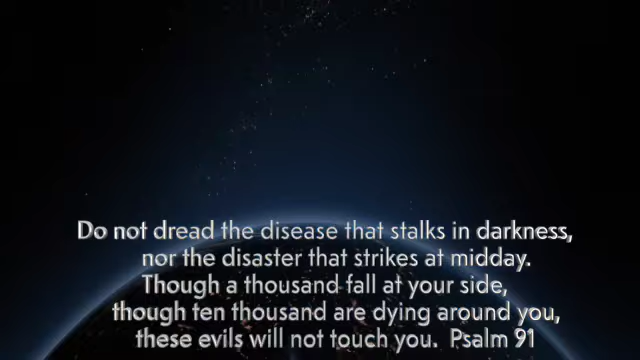 Do not dread the disease that stalks in darkness,
nor the disaster that strikes at midday.
Though a thousand fall at your side,
though ten thousand are dying around you,
these evils will not touch you. Psalm 91